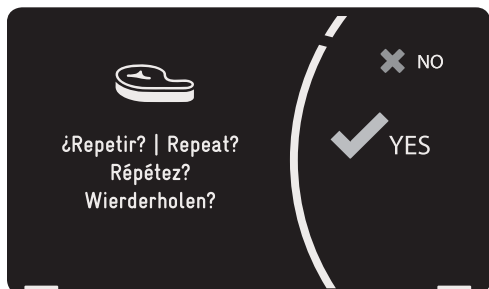 ¿Repetir? | Repeat?
Répétez?
Wierderholen?
NO
YES